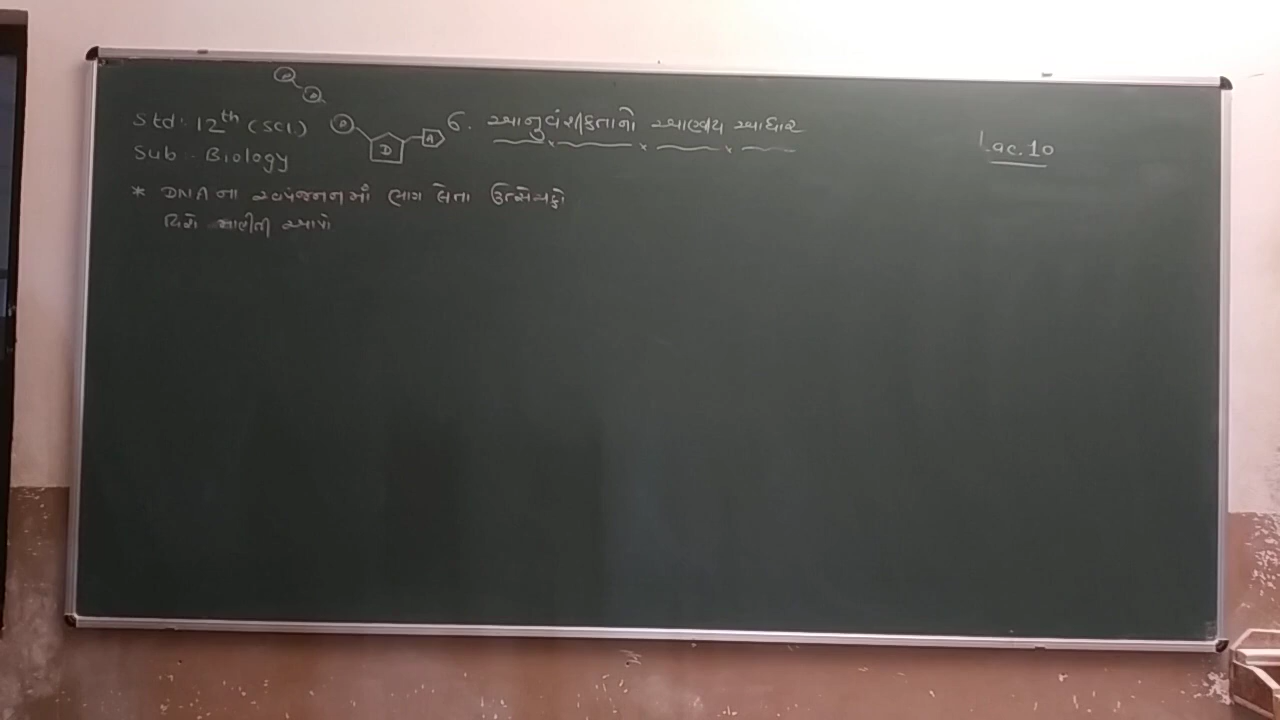 Std: 12th (Sci.)
6. આનુવંશીકતાનો આણ્વીય આધાર
Lec. 10
Sub - Biology
P
P
P
D
A
* DNA ના સ્વયંજનનમાં ભાગ લેતા ઉત્સેચકો
વિશે માહીતી આપો